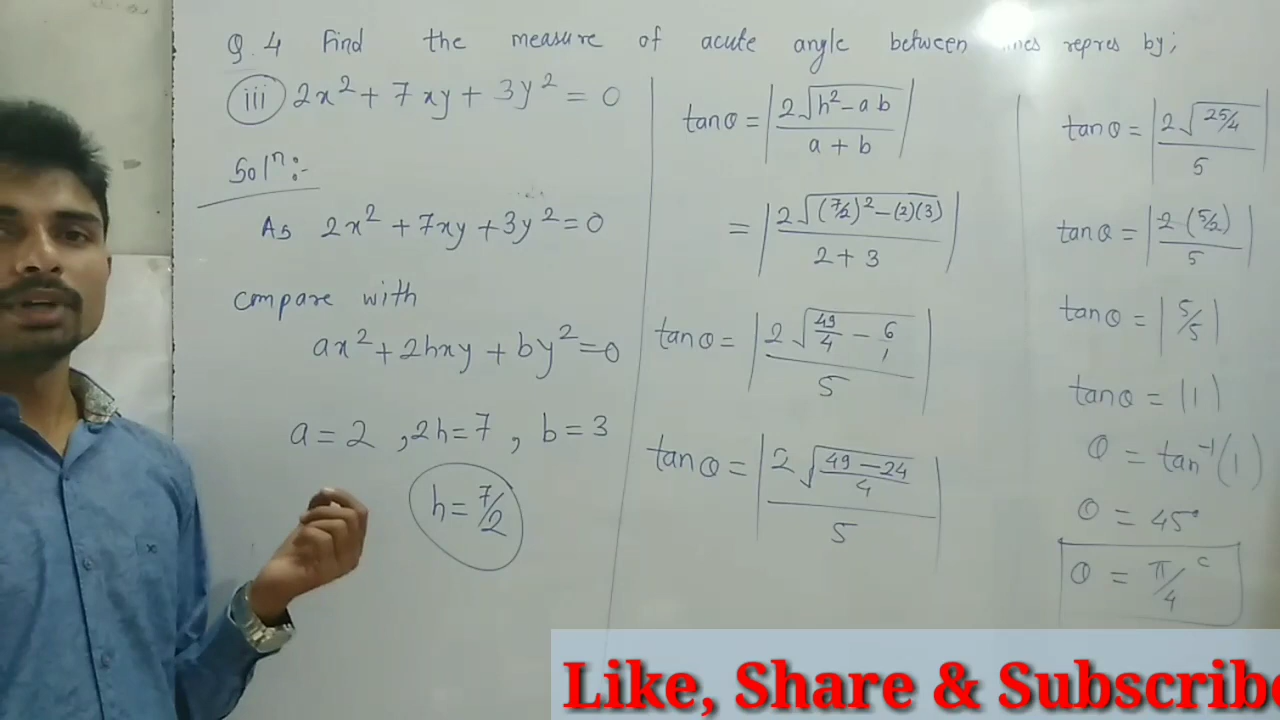 Q.4 Find the measure of acute angle between lines repres by;
(iii) 2x² + 7xy + 3y² = 0
Solⁿ:-
As 2x² + 7xy + 3y² = 0
compare with
ax² + 2hxy + by² = 0
a = 2 , 2h = 7 , b = 3
h = 7/2
tanθ = |2√(h² - ab) / (a + b)|
= |2√((7/2)² - (2)(3)) / (2 + 3)|
tanθ = |2√(49/4 - 6/1) / 5|
tanθ = |2√((49 - 24)/4) / 5|
tanθ = |2√(25/4) / 5|
tanθ = |2 (5/2) / 5|
tanθ = |5/5|
tanθ = |1|
θ = tan⁻¹(1)
θ = 45°
θ = π/4 ᶜ
Like, Share & Subscribe